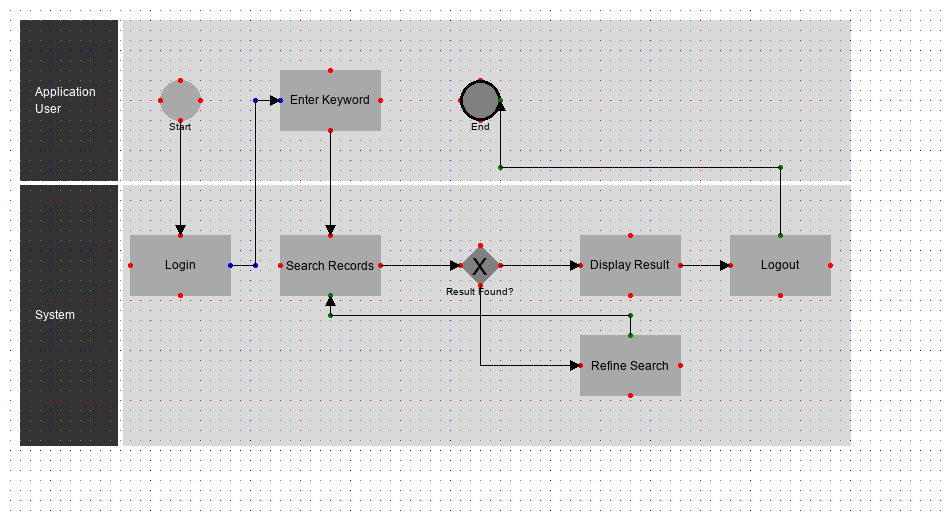 Application
User
Start
Enter Keyword
End
System
Login
Search Records
X
Result Found?
Display Result
Logout
Refine Search